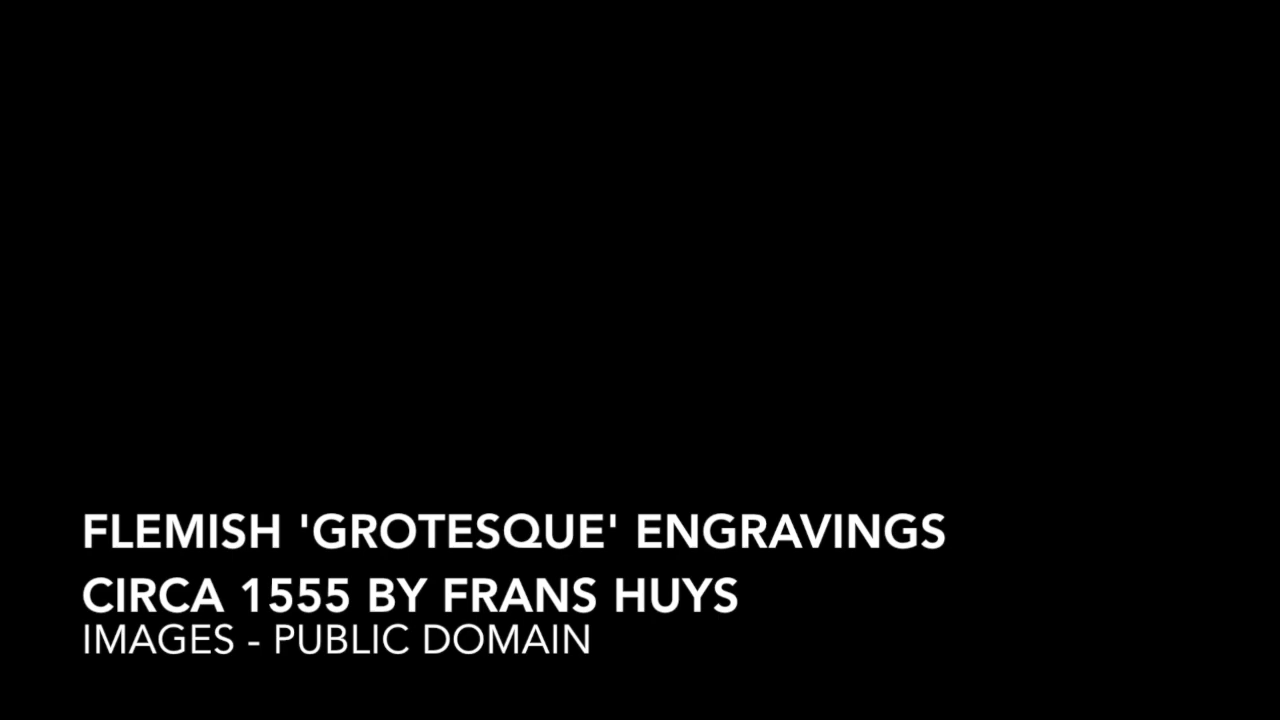 FLEMISH 'GROTESQUE' ENGRAVINGS
CIRCA 1555 BY FRANS HUYS
IMAGES - PUBLIC DOMAIN